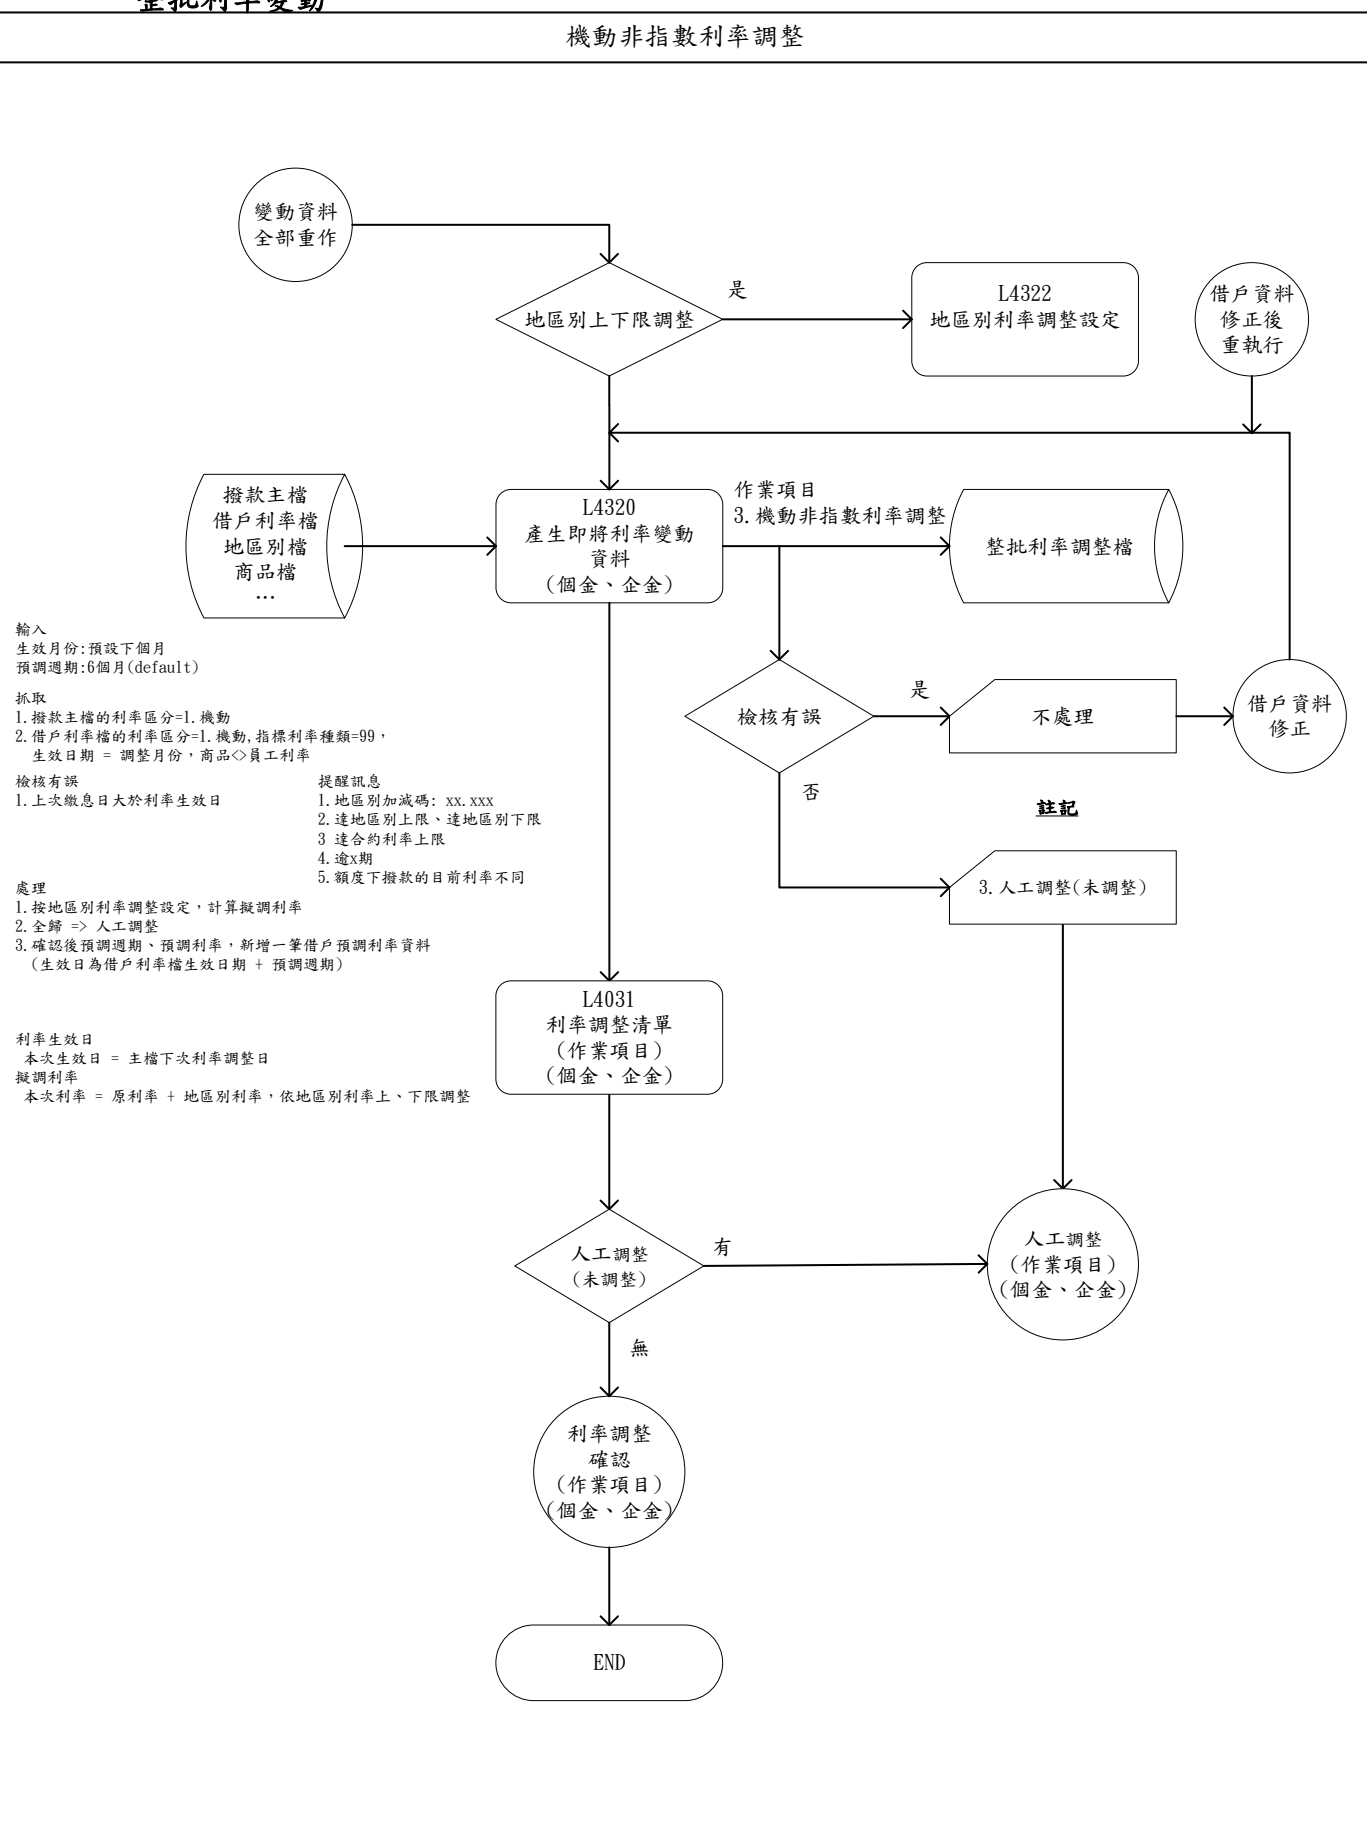 整批利率變動
機動非指數利率調整
變動資料
全部重作
地區別上下限調整
是
L4322
地區別利率調整設定
借戶資料
修正後
重執行
撥款主檔
借戶利率檔
地區別檔
商品檔
...
L4320
產生即將利率變動
資料
(個金、企金)
作業項目
3.機動非指數利率調整
整批利率調整檔
輸入
生效月份:預設下個月
預調週期:6個月(default)
抓取
1.撥款主檔的利率區分=1.機動
2.借戶利率檔的利率區分=1.機動,指標利率種類=99，
生效日期 = 調整月份，商品<>員工利率
檢核有誤
1.上次繳息日大於利率生效日
提醒訊息
1.地區別加減碼: xx.xxx
2.達地區別上限、達地區別下限
3 達合約利率上限
4.逾x期
5.額度下撥款的目前利率不同
處理
1.按地區別利率調整設定，計算擬調利率
2.全歸 => 人工調整
3.確認後預調週期、預調利率，新增一筆借戶預調利率資料
(生效日為借戶利率檔生效日期 + 預調週期)
利率生效日
本次生效日 = 主檔下次利率調整日
擬調利率
本次利率 = 原利率 + 地區別利率，依地區別利率上、下限調整
檢核有誤
是
不處理
借戶資料
修正
否
註記
3.人工調整(未調整)
L4031
利率調整清單
(作業項目)
(個金、企金)
人工調整
(未調整)
有
人工調整
(作業項目)
(個金、企金)
無
利率調整
確認
(作業項目)
(個金、企金)
END